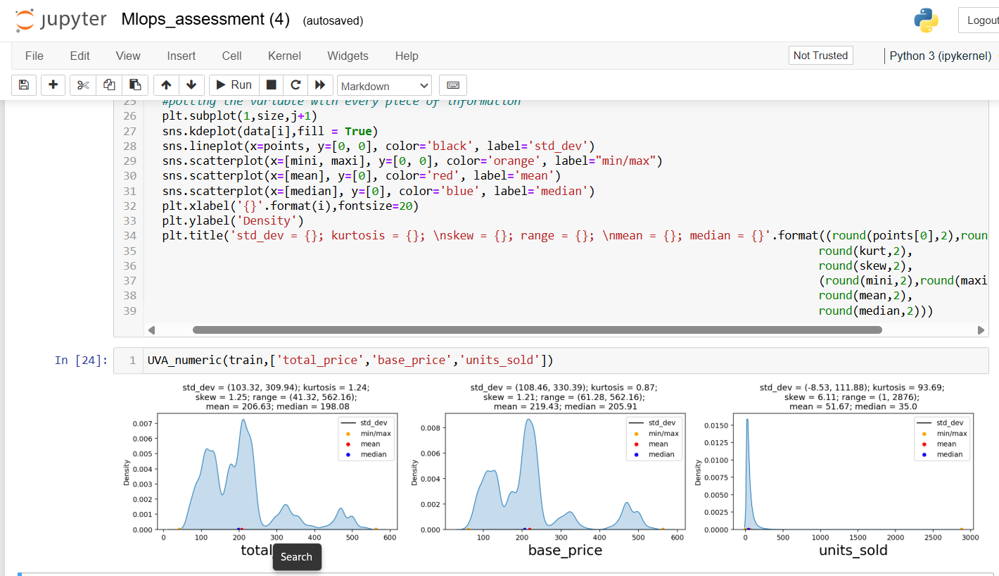 jupyter Mlops_assessment (4) (autosaved)
Logout
File Edit View Insert Cell Kernel Widgets Help
Not Trusted
Python 3 (ipykernel)
Run
Markdown
25 #potting the variable with every piece of information
26 plt.subplot(1,size,j+1)
27 sns.kdeplot(data[i],fill = True)
28 sns.lineplot(x=points, y=[0, 0], color='black', label='std_dev')
29 sns.scatterplot(x=[mini, maxi], y=[0, 0], color='orange', label="min/max")
30 sns.scatterplot(x=[mean], y=[0], color='red', label='mean')
31 sns.scatterplot(x=[median], y=[0], color='blue', label='median')
32 plt.xlabel('{}'.format(i),fontsize=20)
33 plt.ylabel('Density')
34 plt.title('std_dev = {}; kurtosis = {}; \nskew = {}; range = {}; \nmean = {}; median = {}'.format((round(points[0],2),roun
35 round(kurt,2),
36 round(skew,2),
37 (round(mini,2),round(maxi
38 round(mean,2),
39 round(median,2)))
In [24]: 1 UVA_numeric(train,['total_price','base_price','units_sold'])
std_dev = (103.32, 309.94); kurtosis = 1.24;
skew = 1.25; range = (41.32, 562.16);
mean = 206.63; median = 198.08
0.007
0.006
0.005
0.004
0.003
0.002
0.001
0.000
Density
std_dev
min/max
mean
median
0 100 200 300 400 500 600
total
Search
std_dev = (108.46, 330.39); kurtosis = 0.87;
skew = 1.21; range = (61.28, 562.16);
mean = 219.43; median = 205.91
0.008
0.006
0.004
0.002
0.000
Density
std_dev
min/max
mean
median
100 200 300 400 500 600
base_price
std_dev = (-8.53, 111.88); kurtosis = 93.69;
skew = 6.11; range = (1, 2876);
mean = 51.67; median = 35.0
0.0150
0.0125
0.0100
0.0075
0.0050
0.0025
0.0000
Density
std_dev
min/max
mean
median
0 500 1000 1500 2000 2500 3000
units_sold